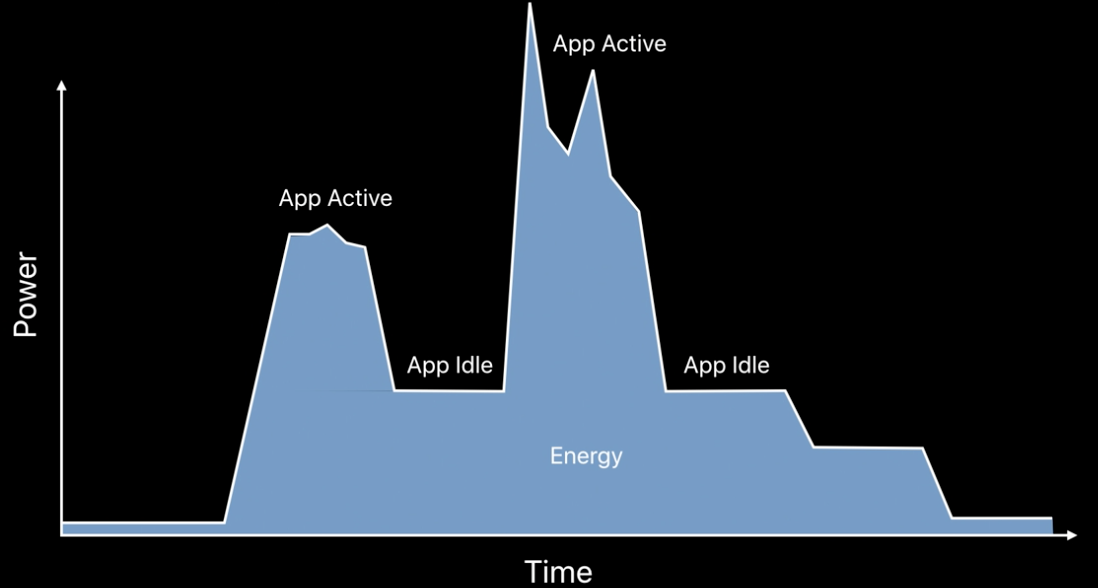 App Active
App Active
Power
App Idle
App Idle
Energy
Time